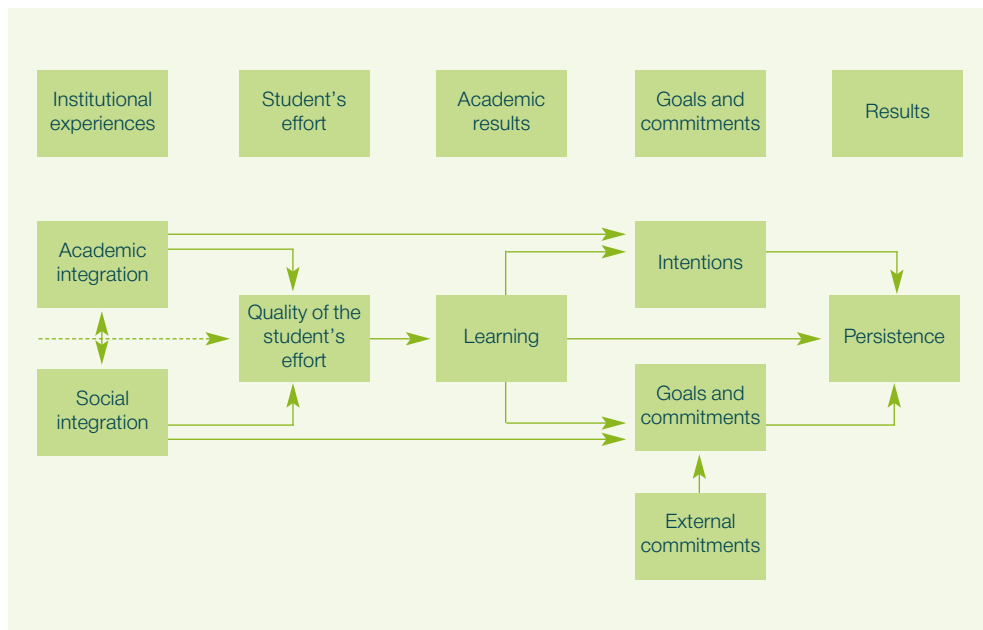 Institutional
experiences
Student's
effort
Academic
results
Goals and
commitments
Results
Academic
integration
Intentions
Quality of the
student's
effort
Learning
Persistence
Social
integration
Goals and
commitments
External
commitments